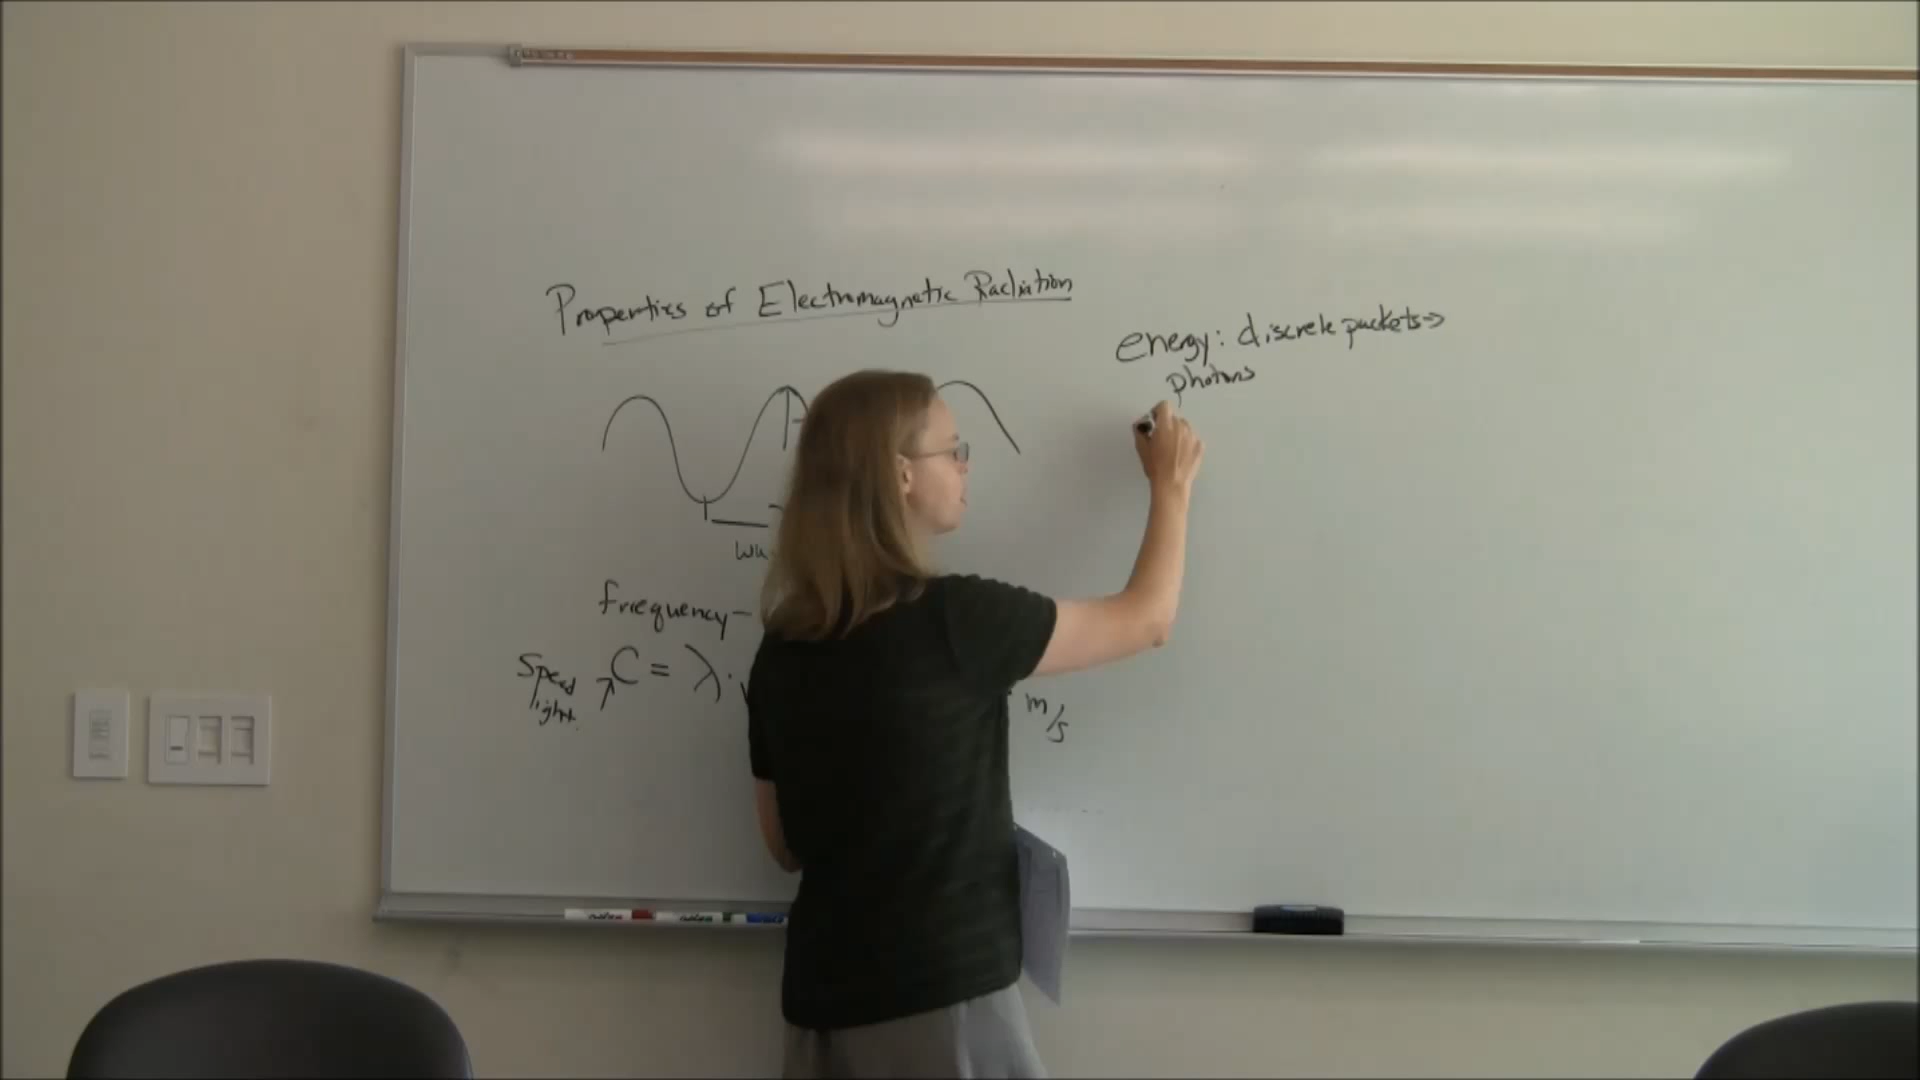 Properties of Electromagnetic Radiation
energy: discrete packets→
photons
frequency-
Speed
light
C = λ·
m/s